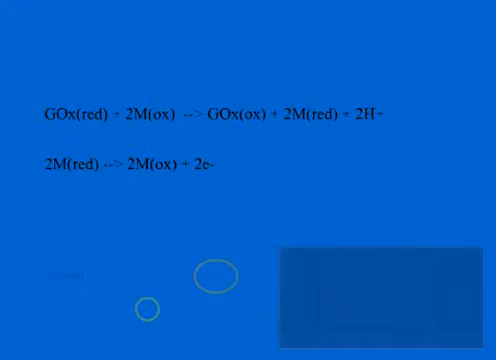 GOx(red) + 2M(ox) --> GOx(ox) + 2M(red) + 2H+
2M(red) --> 2M(ox) + 2e-